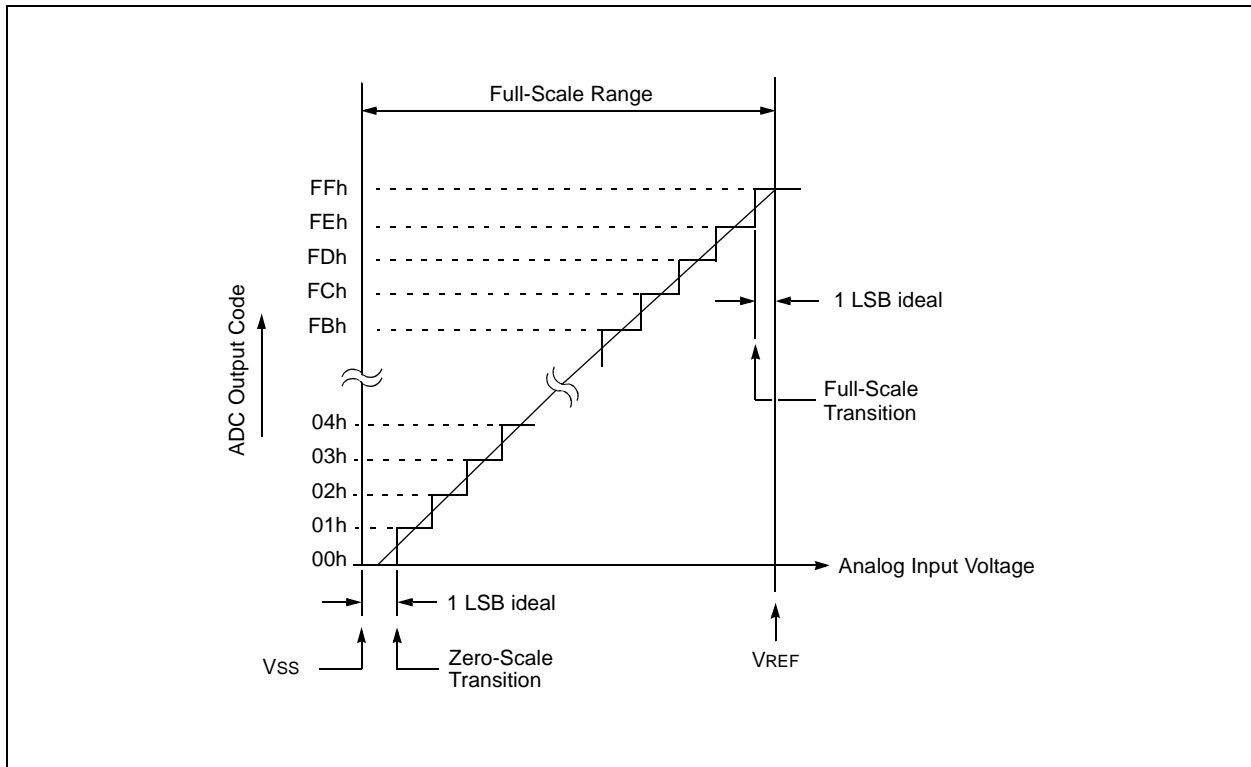 Full-Scale Range
FFh
FEh
FDh
FCh
FBh
1 LSB ideal
ADC Output Code
Full-Scale
Transition
04h
03h
02h
01h
00h
Analog Input Voltage
1 LSB ideal
VSS
Zero-Scale
Transition
VREF